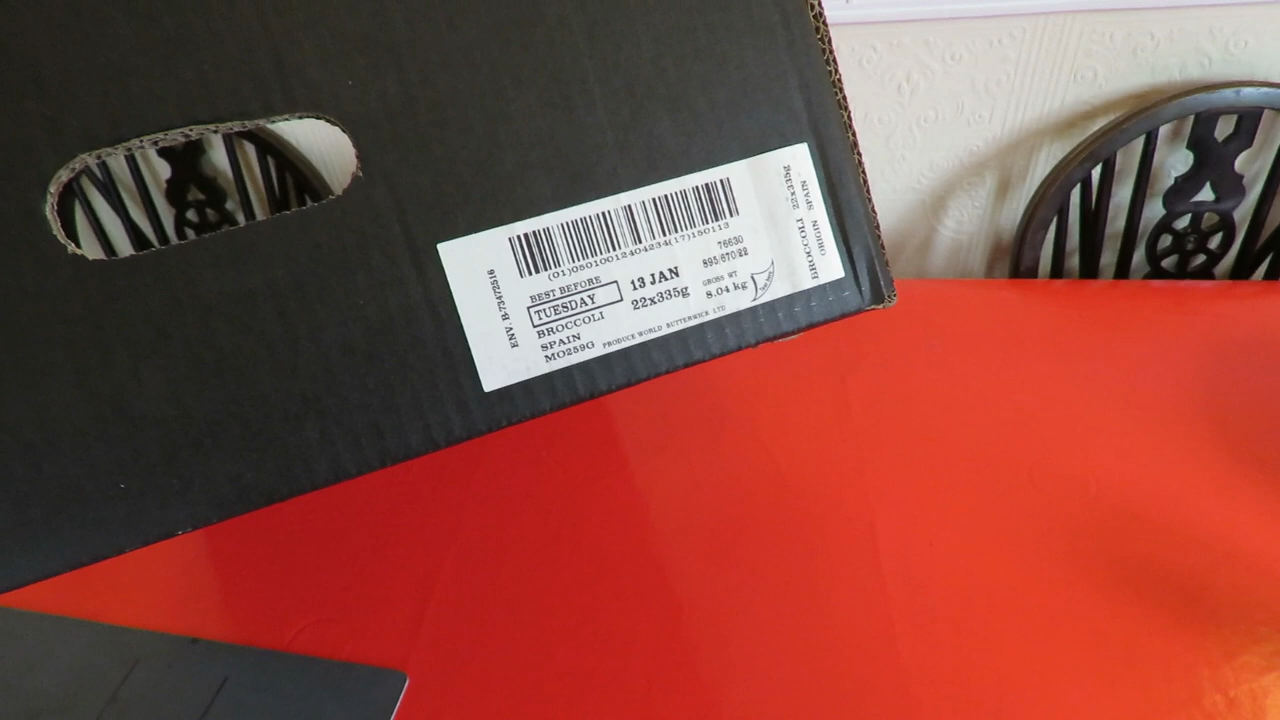 (01)05010012404234(17)150113
BEST BEFORE
TUESDAY
13 JAN
76630
BROCCOLI
22x335g
895/670/22
SPAIN
GROSS WT
8.04 kg
MO259G
PRODUCE WORLD BUTTERWICK LTD
ENV: B-73472516
BROCCOLI 22x335g
ORIGIN SPAIN